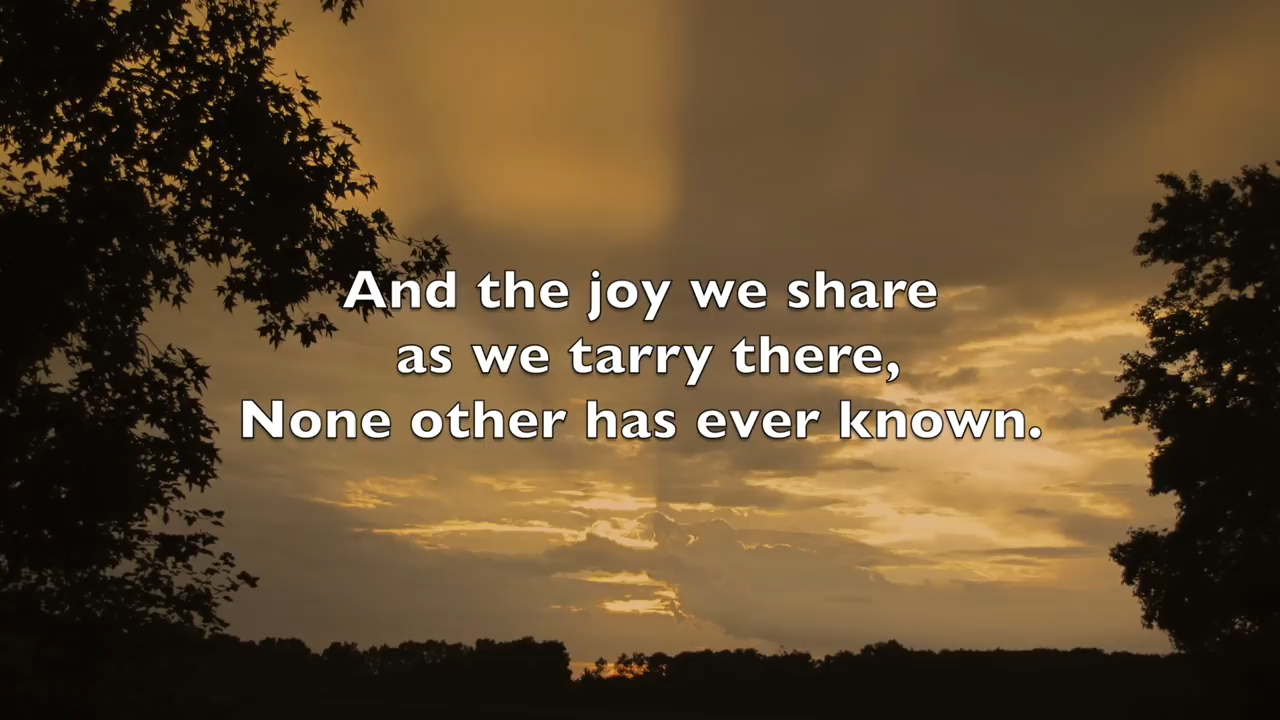 And the joy we share
as we tarry there,
None other has ever known.